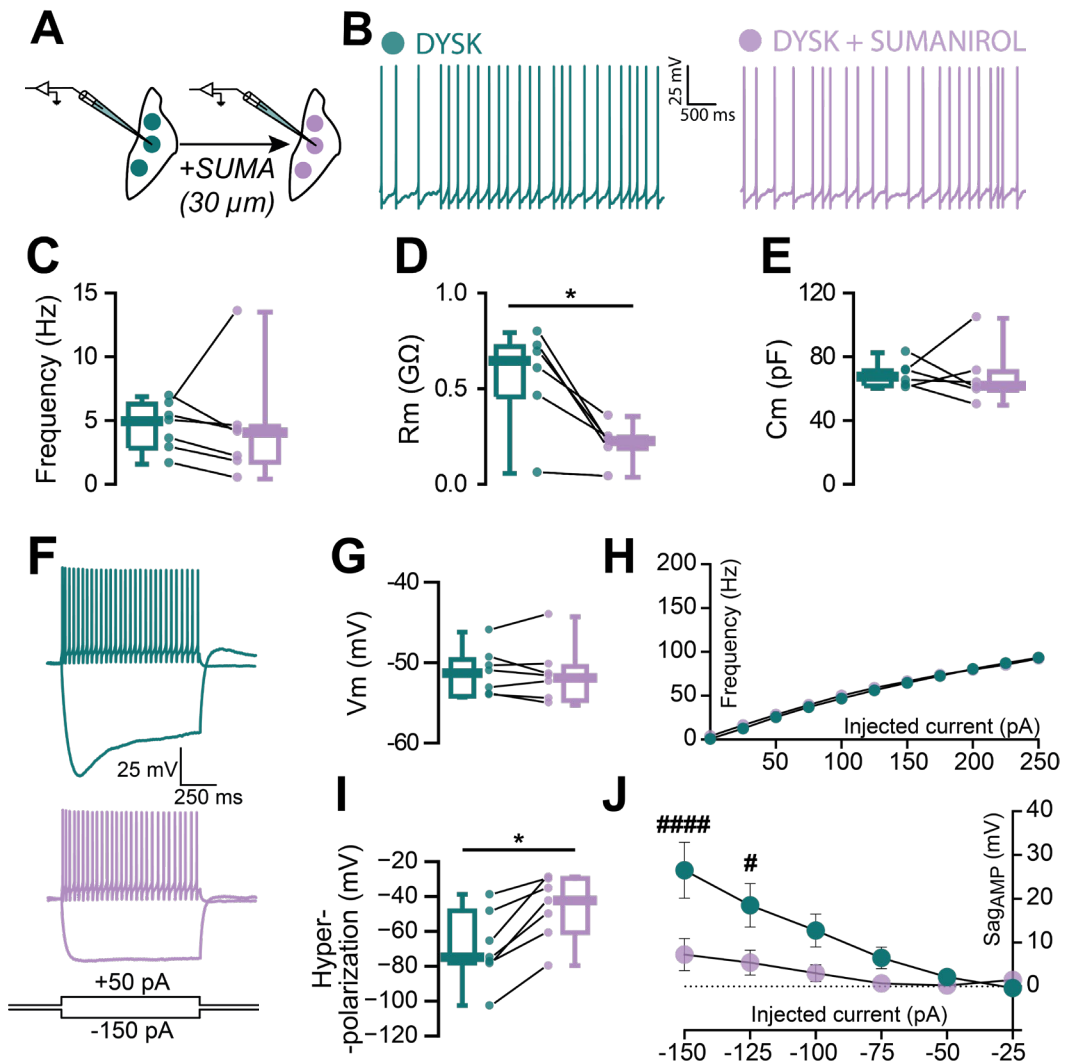 A
+SUMA
(30 µm)
B
DYSK
DYSK + SUMANIROL
25 mV
500 ms
C
Frequency (Hz)
15
10
5
0
D
*
Rm (GΩ)
1.0
0.5
0.0
E
Cm (pF)
120
80
40
0
F
25 mV
250 ms
+50 pA
-150 pA
G
Vm (mV)
-40
-50
-60
H
Frequency (Hz)
200
150
100
50
0
Injected current (pA)
50 100 150 200 250
I
*
Hyper-
-polarization (mV)
−20
−40
−60
−80
−100
−120
J
####
#
SagAMP (mV)
40
30
20
10
0
Injected current (pA)
-150 -125 -100 -75 -50 -25